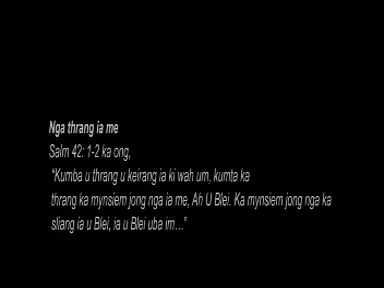 Nga thrang ia me
Salm 42: 1-2 ka ong,
“Kumba u thrang u keirang ia ki wah um, kumta ka
thrang ka mynsiem jong nga ia me, Ah U Blei. Ka mynsiem jong nga ka
sliang ia u Blei, ia u Blei uba im…”